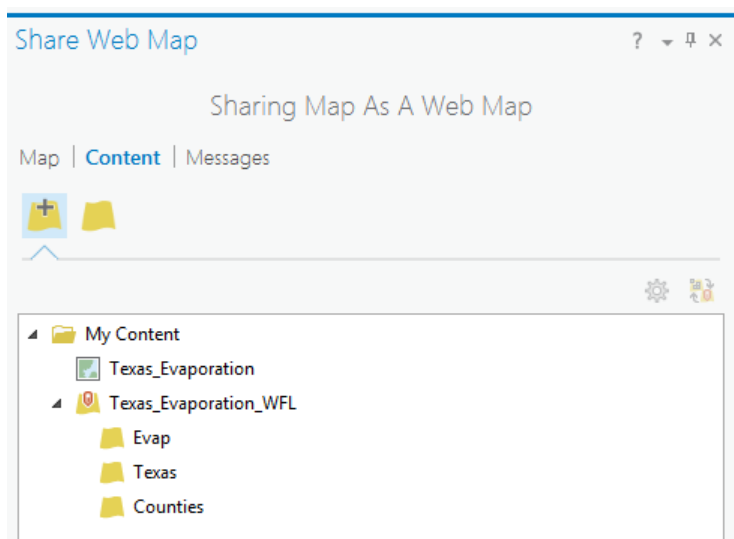 Share Web Map ?
Sharing Map As A Web Map
Map | Content | Messages
My Content
Texas_Evaporation
Texas_Evaporation_WFL
Evap
Texas
Counties